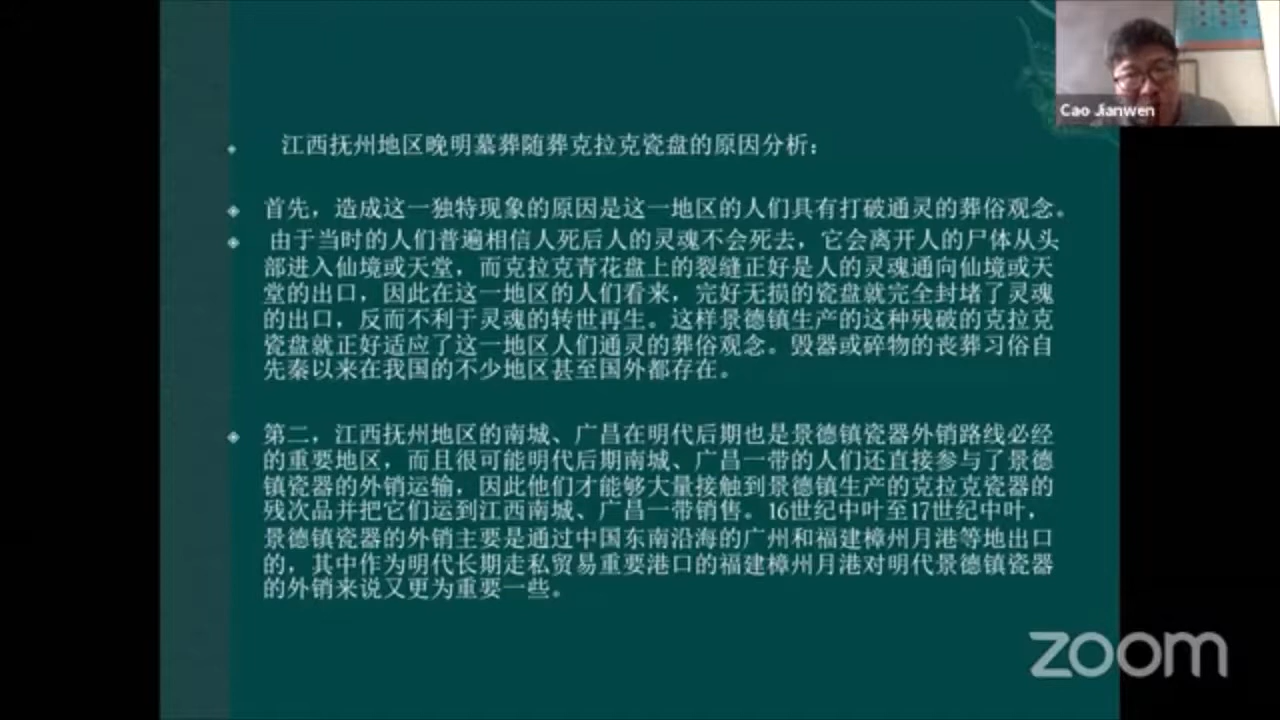 Cao Jianwen
江西抚州地区晚明墓葬随葬克拉克瓷盘的原因分析：
首先，造成这一独特现象的原因是这一地区的人们具有打破通灵的葬俗观念。
由于当时的人们普遍相信人死后人的灵魂不会死去，它会离开人的尸体从头
部进入仙境或天堂，而克拉克青花盘上的裂缝正好是人的灵魂通向仙境或天
堂的出口，因此在这一地区的人们看来，完好无损的瓷盘就完全封堵了灵魂
的出口，反而不利于灵魂的转世再生。这样景德镇生产的这种残破的克拉克
瓷盘就正好适应了这一地区人们通灵的葬俗观念。毁器或碎物的丧葬习俗自
先秦以来在我国的不少地区甚至国外都存在。
第二，江西抚州地区的南城、广昌在明代后期也是景德镇瓷器外销路线必经
的重要地区，而且很可能明代后期南城、广昌一带的人们还直接参与了景德
镇瓷器的外销运输，因此他们才能够大量接触到景德镇生产的克拉克瓷器的
残次品并把它们运到江西南城、广昌一带销售。16世纪中叶至17世纪中叶，
景德镇瓷器的外销主要是通过中国东南沿海的广州和福建樟州月港等地出口
的，其中作为明代长期走私贸易重要港口的福建樟州月港对明代景德镇瓷器
的外销来说又更为重要一些。
zoom